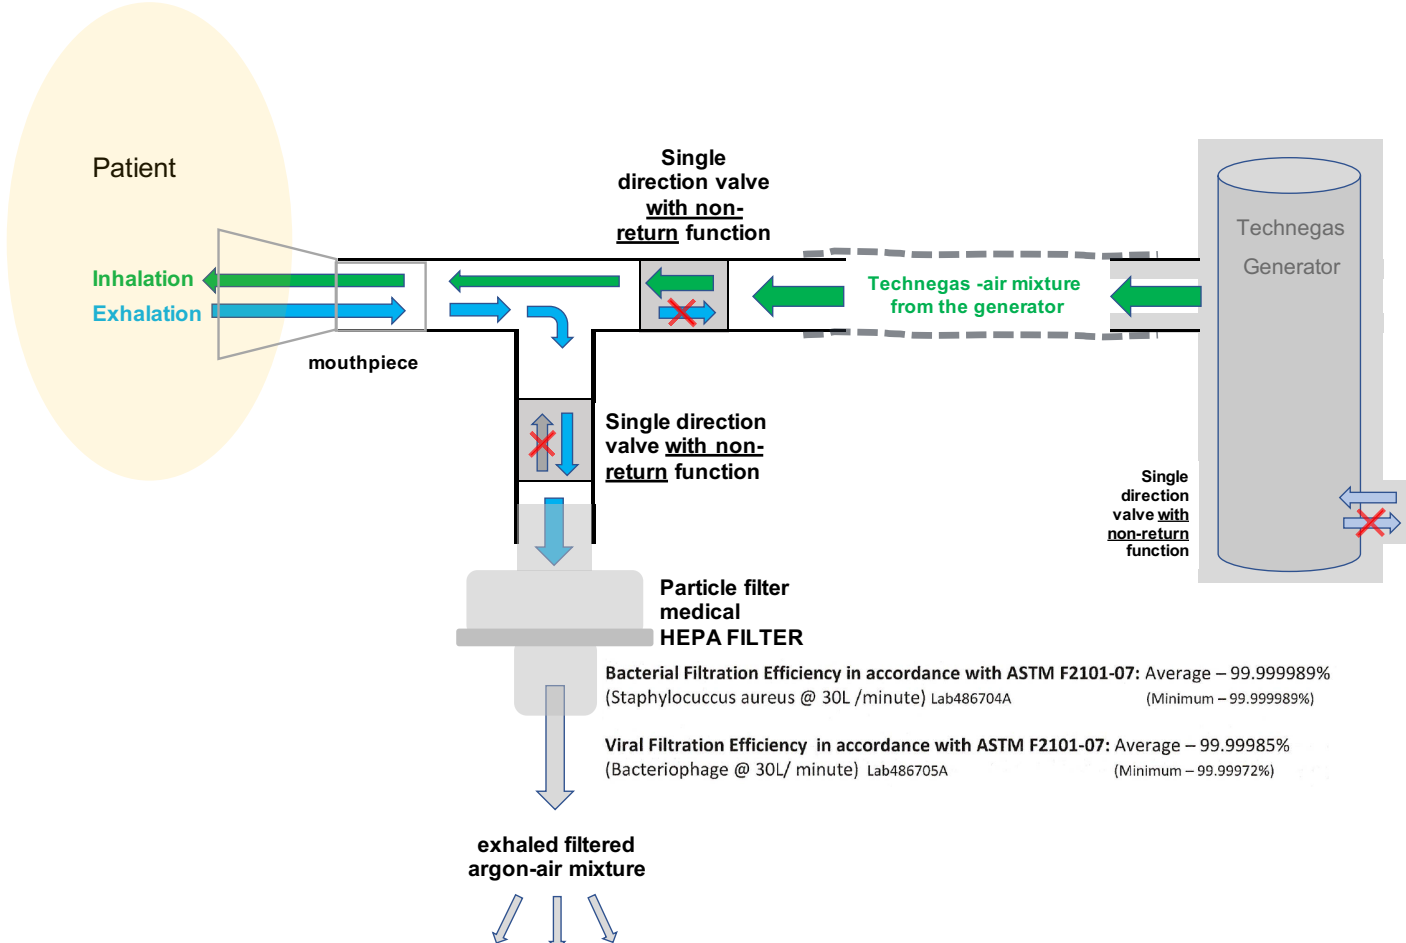 Patient
Single
direction valve
with non-
return function
Technegas
Generator
Inhalation
Exhalation
Technegas -air mixture
from the generator
mouthpiece
Single direction
valve with non-
return function
Single
direction
valve with
non-return
function
Particle filter
medical
HEPA FILTER
Bacterial Filtration Efficiency in accordance with ASTM F2101-07: Average – 99.999989%
(Staphylocuccus aureus @ 30L /minute) Lab486704A (Minimum – 99.999989%)
Viral Filtration Efficiency in accordance with ASTM F2101-07: Average – 99.99985%
(Bacteriophage @ 30L/ minute) Lab486705A (Minimum – 99.99972%)
exhaled filtered
argon-air mixture